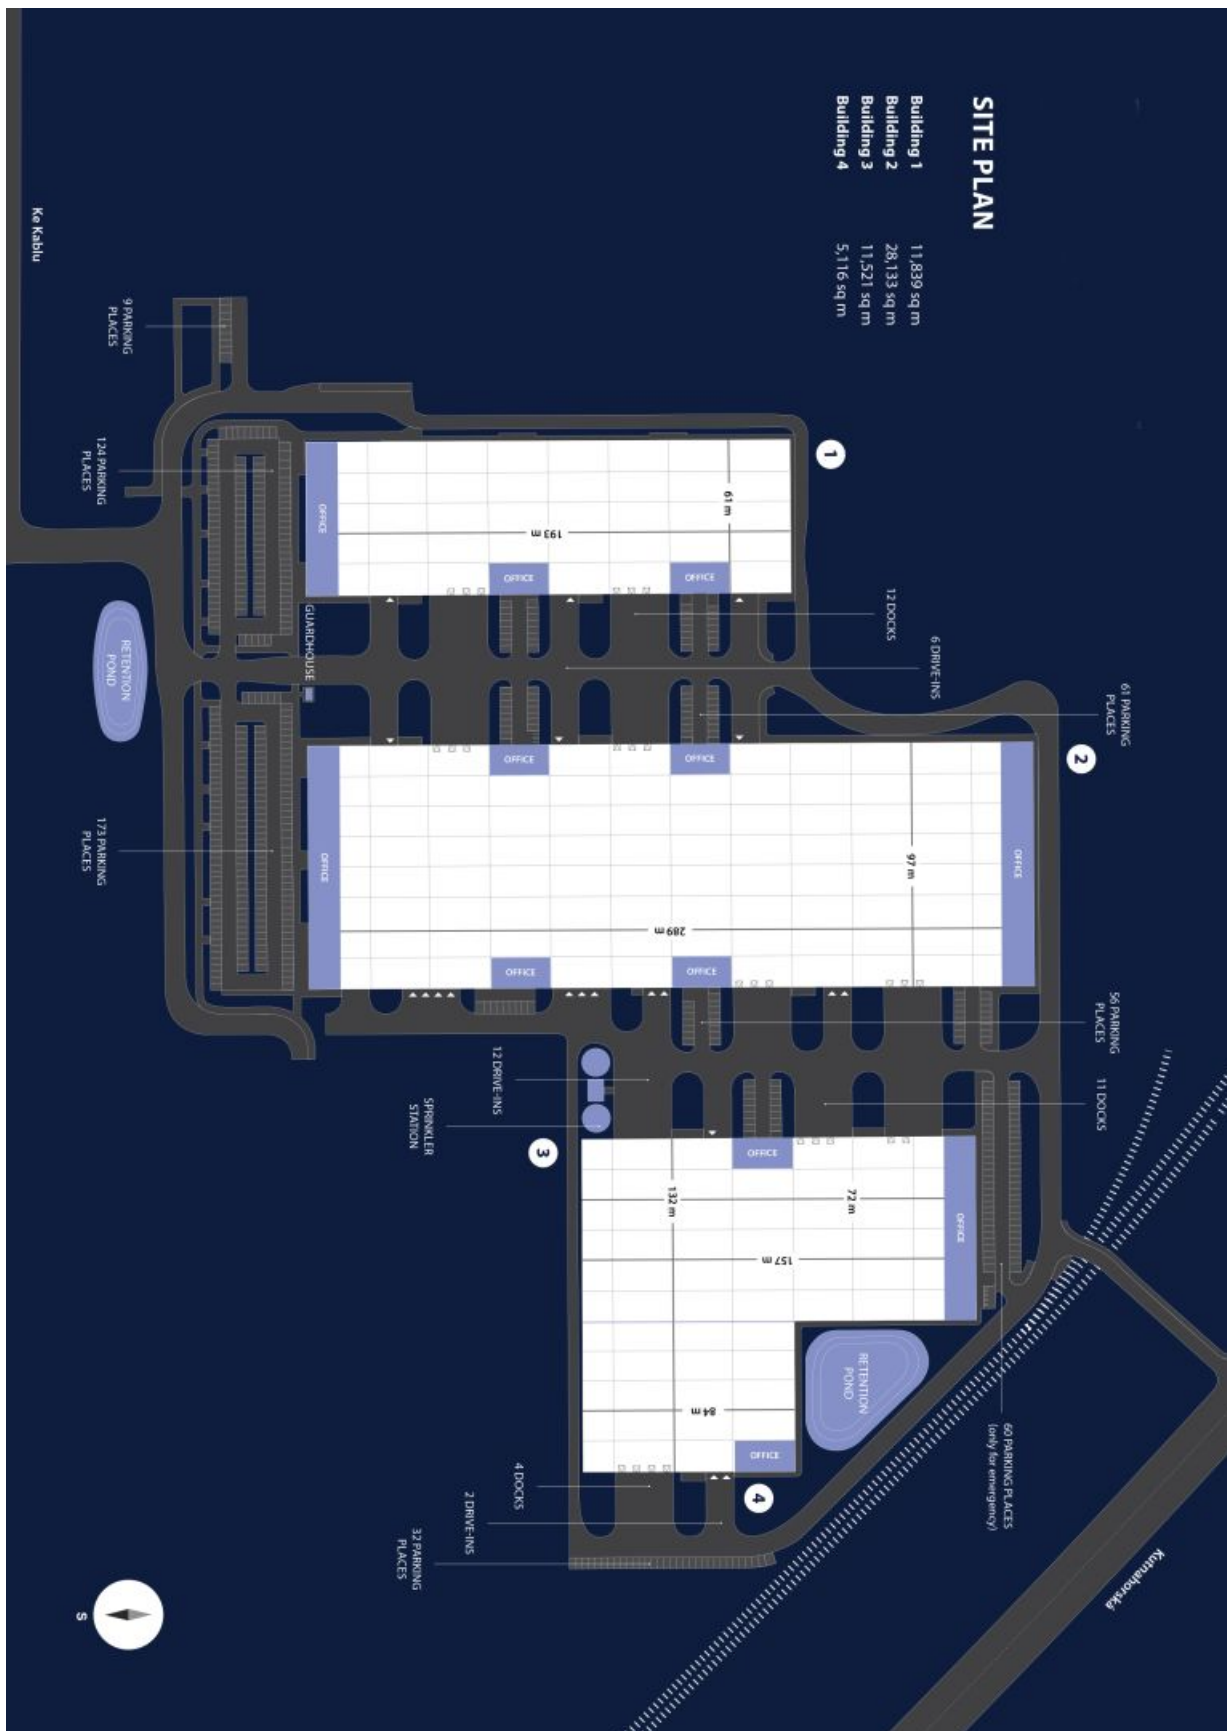 SITE PLAN
Building 1 11,839 sq m
Building 2 28,133 sq m
Building 3 11,521 sq m
Building 4 5,116 sq m
Ke Kablu
9 PARKING
PLACES
124 PARKING
PLACES
RETENTION
POND
173 PARKING
PLACES
GUARDHOUSE
1
61 m
193 m
OFFICE
OFFICE
OFFICE
12 DOCKS
6 DRIVE-INS
61 PARKING
PLACES
2
97 m
289 m
OFFICE
OFFICE
OFFICE
OFFICE
OFFICE
OFFICE
56 PARKING
PLACES
11 DOCKS
12 DRIVE-INS
SPRINKLER
STATION
3
132 m
72 m
157 m
84 m
OFFICE
OFFICE
OFFICE
RETENTION
POND
60 PARKING PLACES
(only for emergency)
4
4 DOCKS
2 DRIVE-INS
32 PARKING
PLACES
Kutnahorská
S